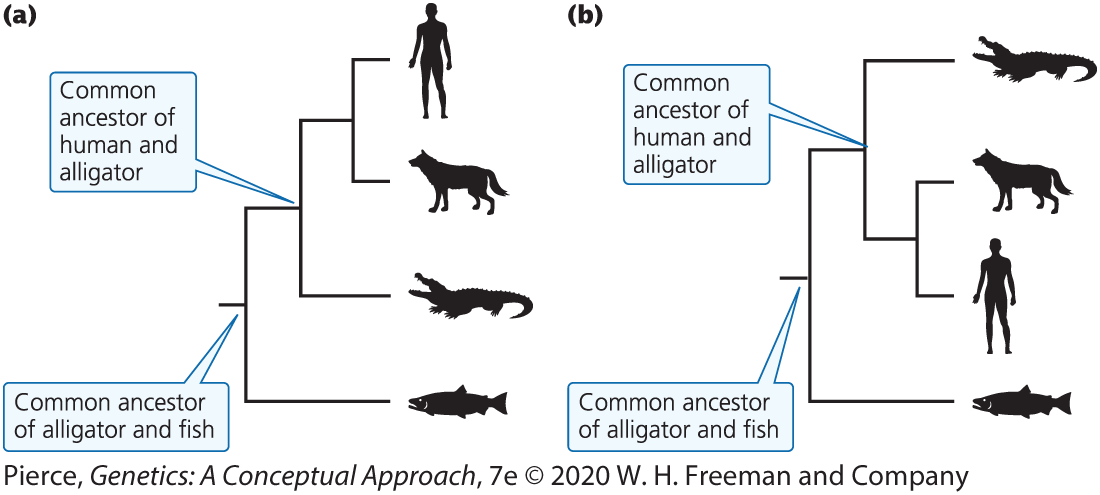 (a)
Common
ancestor of
human and
alligator
Common ancestor
of alligator and fish
(b)
Common
ancestor of
human and
alligator
Common ancestor
of alligator and fish
Pierce, Genetics: A Conceptual Approach, 7e © 2020 W. H. Freeman and Company